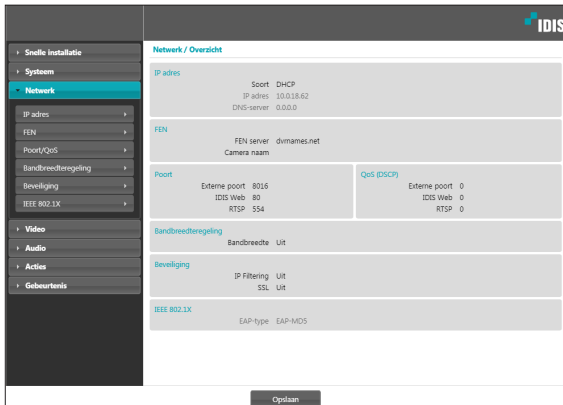 IDIS
Snelle installatie
Systeem
Netwerk
IP adres
FEN
Poort/QoS
Bandbreedteregeling
Beveiliging
IEEE 802.1X
Video
Audio
Acties
Gebeurtenis
Netwerk / Overzicht
IP adres
Soort DHCP
IP adres 10.0.18.62
DNS-server 0.0.0.0
FEN
FEN server dvrnames.net
Camera naam
Poort
Externe poort 8016
IDIS Web 80
RTSP 554
QoS (DSCP)
Externe poort 0
IDIS Web 0
RTSP 0
Bandbreedteregeling
Bandbreedte Uit
Beveiliging
IP Filtering Uit
SSL Uit
IEEE 802.1X
EAP-type EAP-MD5
Opslaan